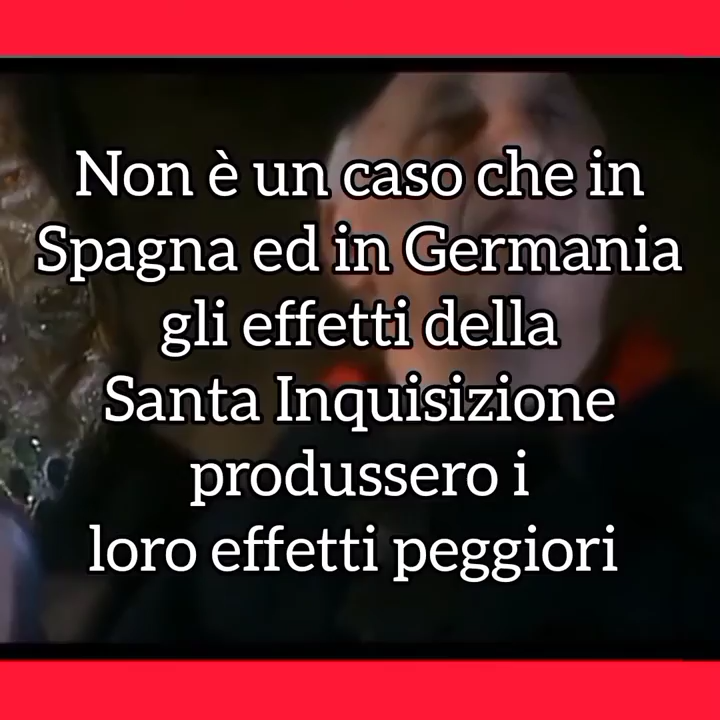 Non è un caso che in
Spagna ed in Germania
gli effetti della
Santa Inquisizione
produssero i
loro effetti peggiori